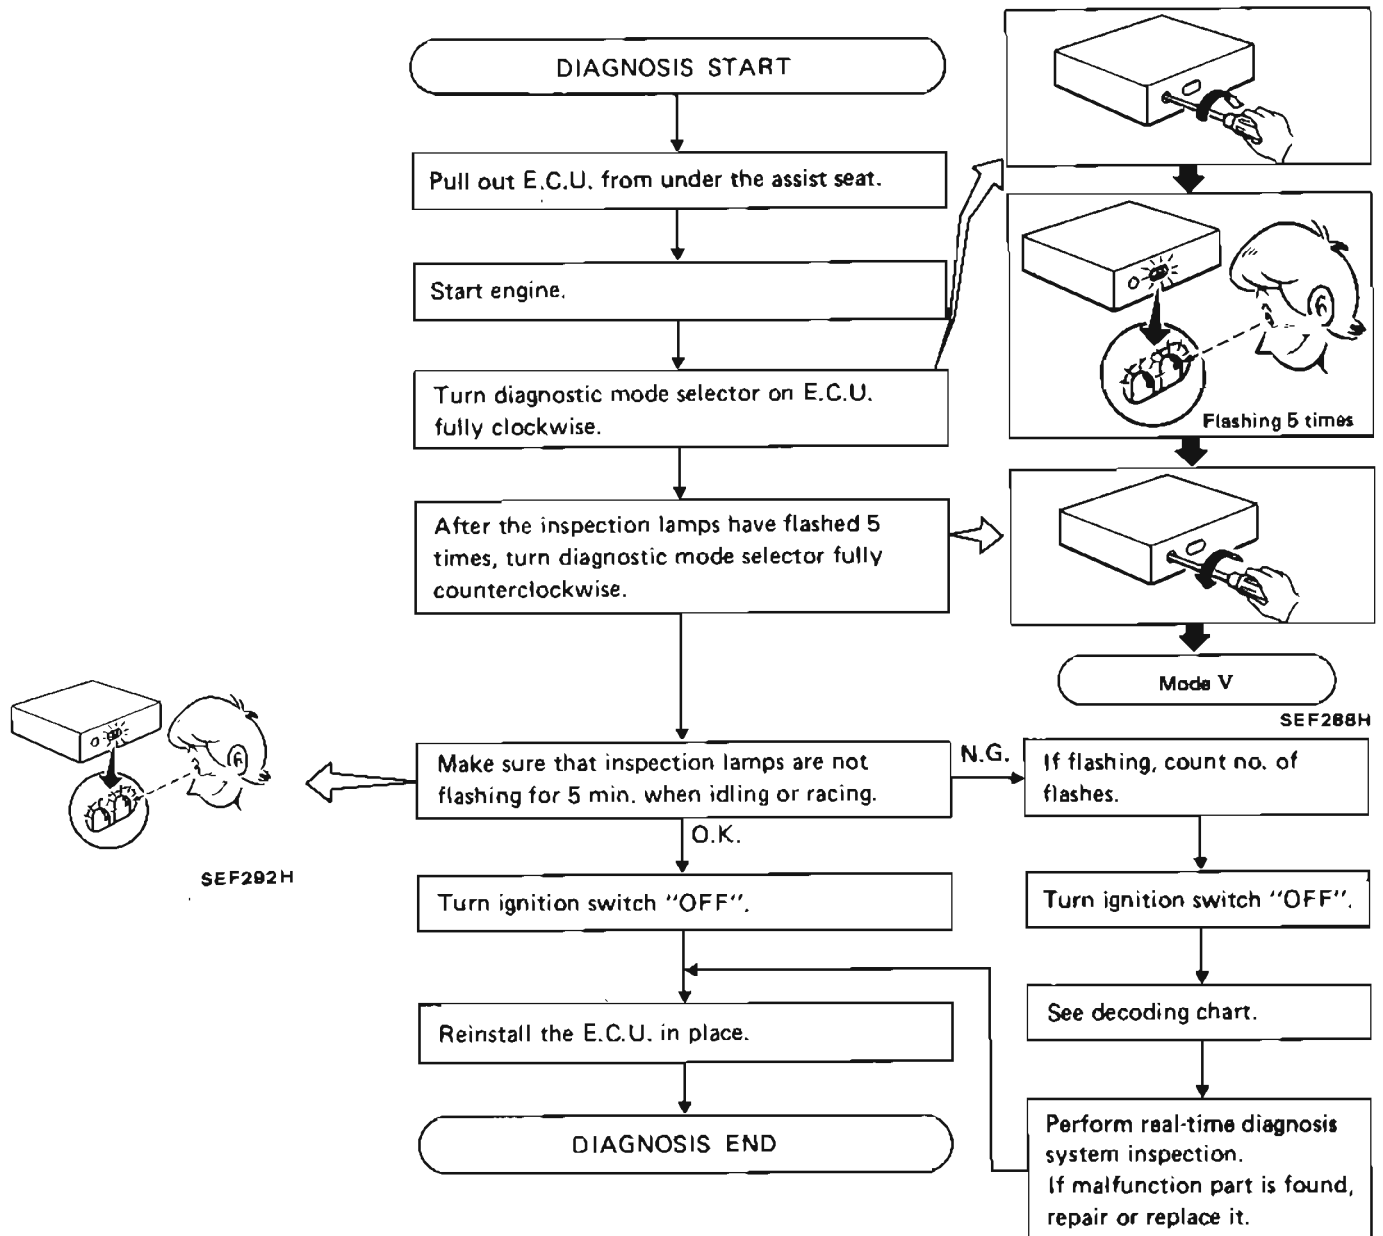 DIAGNOSIS START
Pull out E.C.U. from under the assist seat.
Start engine.
Turn diagnostic mode selector on E.C.U.
fully clockwise.
After the inspection lamps have flashed 5
times, turn diagnostic mode selector fully
counterclockwise.
Flashing 5 times
Mode V
SEF288H
Make sure that inspection lamps are not
flashing for 5 min. when idling or racing.
N.G.
If flashing, count no. of
flashes.
SEF292H
O.K.
Turn ignition switch "OFF".
Turn ignition switch "OFF".
See decoding chart.
Reinstall the E.C.U. in place.
Perform real-time diagnosis
system inspection.
If malfunction part is found,
repair or replace it.
DIAGNOSIS END